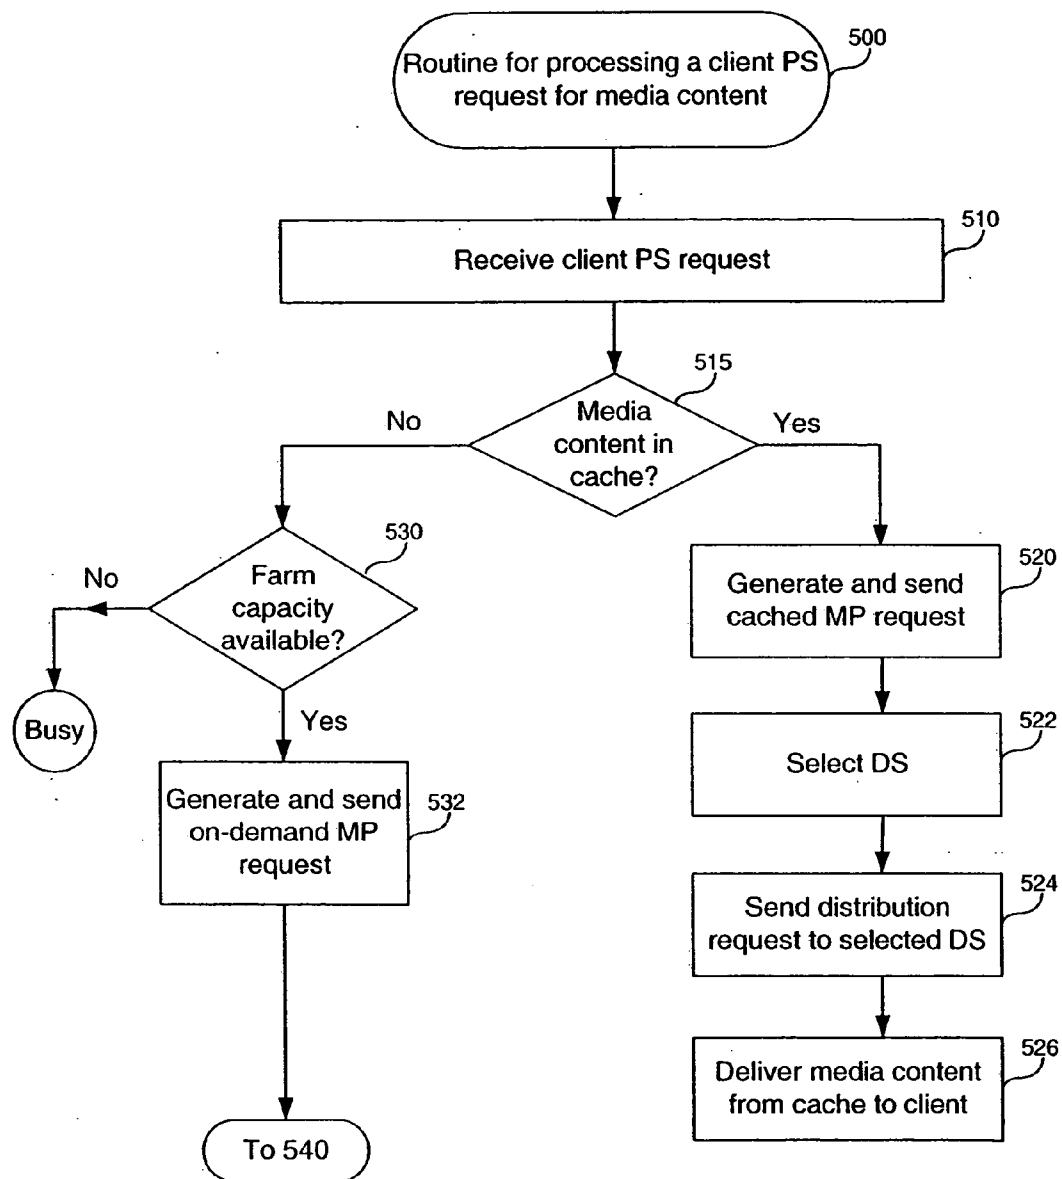 Routine for processing a client PS
request for media content
500
510
Receive client PS request
515
Media
content in
cache?
No
Yes
530
Farm
capacity
available?
No
Busy
Yes
520
Generate and send
cached MP request
522
Select DS
Generate and send
on-demand MP
request
532
524
Send distribution
request to selected DS
526
Deliver media content
from cache to client
To 540